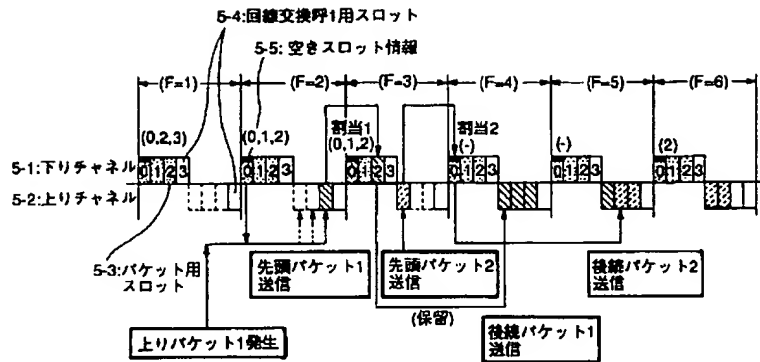 5-4:回線交換呼1用スロット
5-5: 空きスロット情報
(F=1) (F=2) (F=3) (F=4) (F=5) (F=6)
割当1 割当2
(0,2,3) (0,1,2) (0,1,2) (-) (-) (2)
5-1:下りチャネル 0 1 2 3 0 1 2 3 0 1 2 3 0 1 2 3 0 1 2 3 0 1 2 3
5-2:上りチャネル
5-3:パケット用
スロット
先頭パケット1
送信
先頭パケット2
送信
後続パケット2
送信
(保留)
上りパケット1発生
後続パケット1
送信